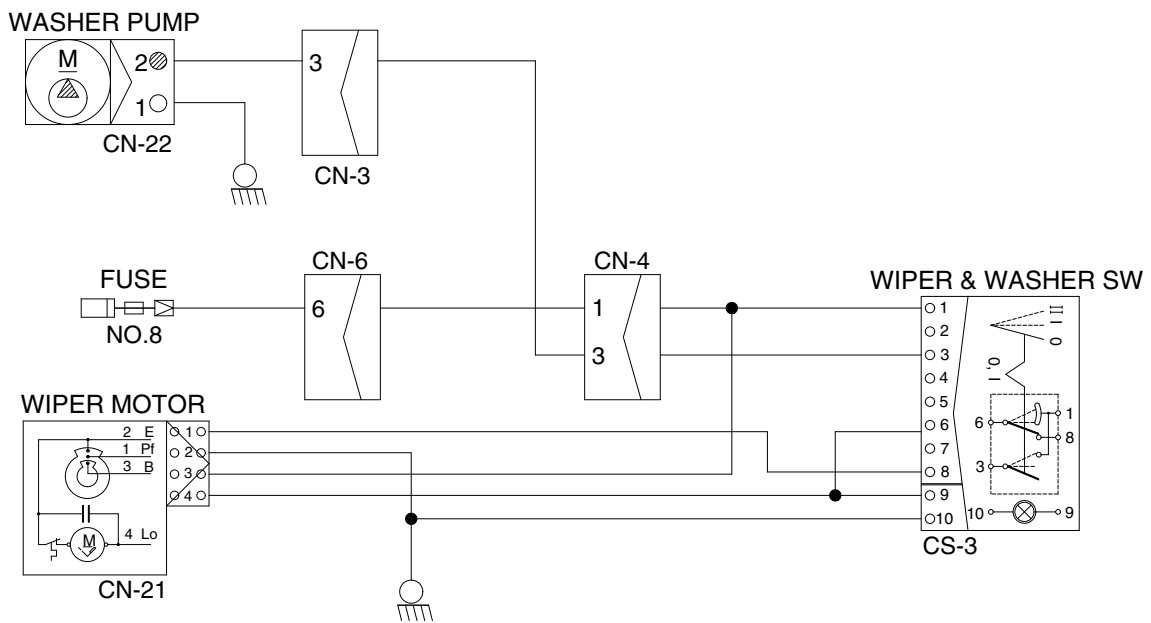 WASHER PUMP
M
2
1
CN-22
3
CN-3
FUSE
NO.8
6
CN-6
CN-4
1
3
WIPER & WASHER SW
1
2
3
4
5
6
7
8
9
10
CS-3
II I 0
0, I
6
1
8
3
10
9
WIPER MOTOR
2 E
1 Pf
3 B
4 Lo
M
1
2
3
4
CN-21